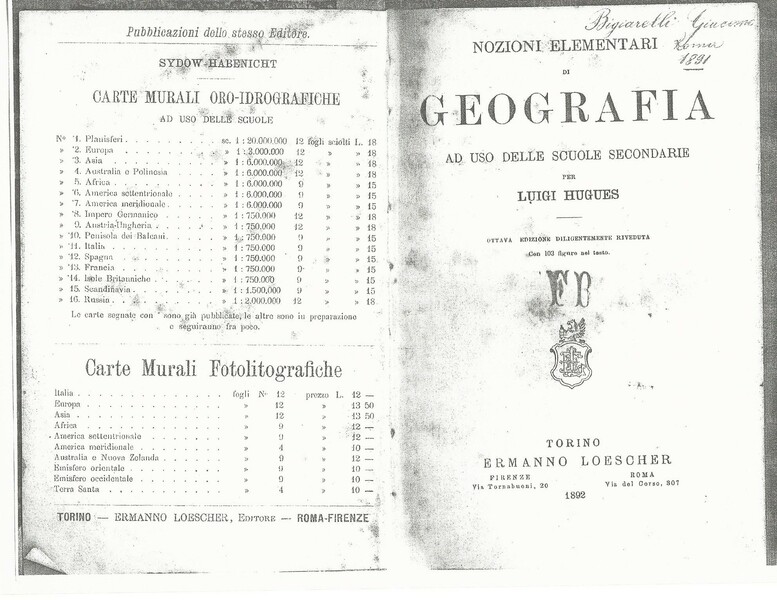 Pubblicazioni dello stesso Editore.
SYDOW-HABENICHT
CARTE MURALI ORO-IDROGRAFICHE
AD USO DELLE SCUOLE
Nº *1. Planisferi . . . sc. 1 : 20.000.000 12 fogli sciolti L. 18
» *2. Europa . . . » 1 : 3.000.000 12 » » 18
» *3. Asia . . . » 1 : 6.000.000 12 » » 18
» 4. Australia e Polinesia » 1 : 6.000.000 12 » » 18
» 5. Africa . . . » 1 : 6.000.000 9 » » 15
» *6. America settentrionale . » 1 : 6.000.000 9 » » 15
» *7. America meridionale . . » 1 : 6.000.000 9 » » 15
» *8. Impero Germanico . . . » 1 : 750.000 12 » » 18
» 9. Austria-Ungheria . . . » 1 : 750.000 12 » » 18
» *10. Penisola dei Balcani . . » 1 : 750.000 9 » » 15
» *11. Italia . . . » 1 : 750.000 9 » » 15
» *12. Spagna . . . » 1 : 750.000 9 » » 15
» *13. Francia . . . » 1 : 750.000 9 » » 15
» *14. Isole Britanniche . . . » 1 : 750.000 9 » » 15
» 15. Scandinavia . . . » 1 : 1.500,000 9 » » 15
» 16. Russia . . . » 1 : 2.000.000 12 » » 18
Le carte segnate con * sono già pubblicate, le altre sono in preparazione
e seguiranno fra poco.
Carte Murali Fotolitografiche
Italia . . . fogli Nº 12 prezzo L. 12 —
Europa . . . » 12 » 13 50
Asia . . . » 12 » 13 50
Africa . . . » 9 » 12 —
America settentrionale . . . » 9 » 12 —
America meridionale . . . » 4 » 10 —
Australia e Nuova Zelanda . . . » 9 » 12 —
Emisfero orientale . . . » 9 » 10 —
Emisfero occidentale . . . » 9 » 10 —
Terra Santa . . . » 4 » 10 —
TORINO — ERMANNO LOESCHER, EDITORE — ROMA-FIRENZE
Bigiarelli Giacomo
Roma
1891
NOZIONI ELEMENTARI
DI
GEOGRAFIA
AD USO DELLE SCUOLE SECONDARIE
PER
LUIGI HUGUES
OTTAVA EDIZIONE DILIGENTEMENTE RIVEDUTA
Con 103 figure nel testo.
TORINO
ERMANNO LOESCHER
FIRENZE ROMA
Via Tornabuoni, 20 Via del Corso, 307
1892